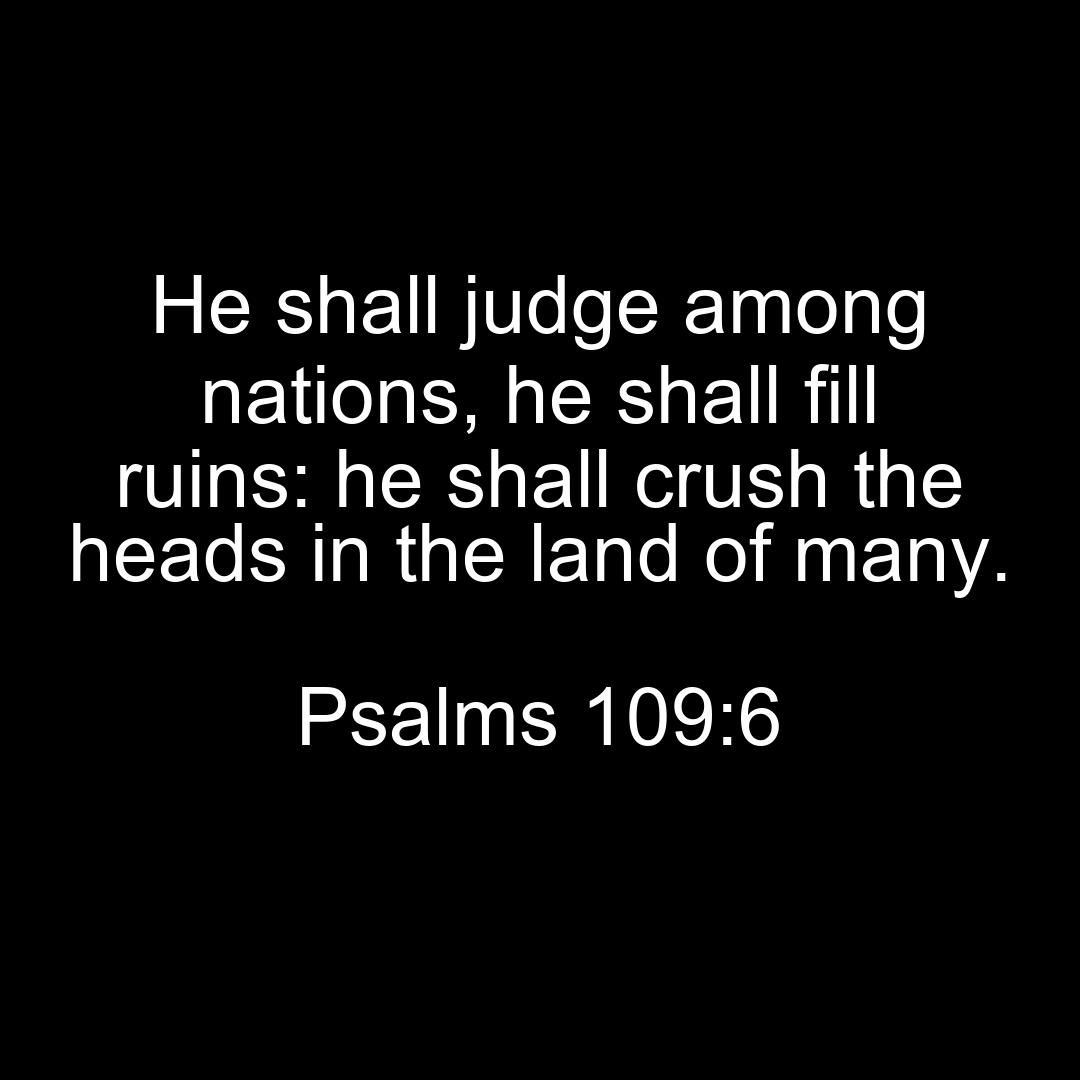 He shall judge among
nations, he shall fill
ruins: he shall crush the
heads in the land of many.
Psalms 109:6